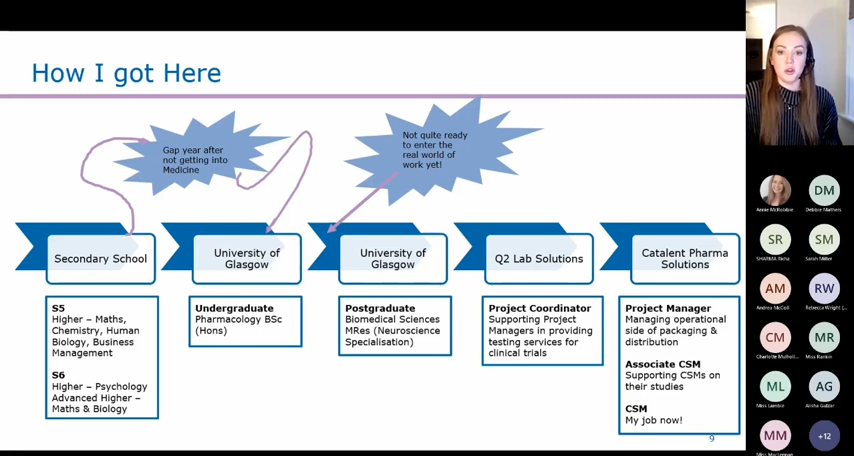 How I got Here
Gap year after
not getting into
Medicine
Not quite ready
to enter the
real world of
work yet!
Secondary School
University of
Glasgow
University of
Glasgow
Q2 Lab Solutions
Catalent Pharma
Solutions
S5
Higher – Maths,
Chemistry, Human
Biology, Business
Management
S6
Higher – Psychology
Advanced Higher –
Maths & Biology
Undergraduate
Pharmacology BSc
(Hons)
Postgraduate
Biomedical Sciences
MRes (Neuroscience
Specialisation)
Project Coordinator
Supporting Project
Managers in providing
testing services for
clinical trials
Project Manager
Managing operational
side of packaging &
distribution
Associate CSM
Supporting CSMs on
their studies
CSM
My job now!
9
Annie McRobbie
DM
Debbie Mathers
SR
SHARMA Richa
SM
Sarah Miller
AM
Andrea McColl
RW
Rebecca Wright (...
CM
Charlotte Mulholl...
MR
Miss Rankin
ML
Miss Lambie
AG
MM
Miss MacLennan
+12